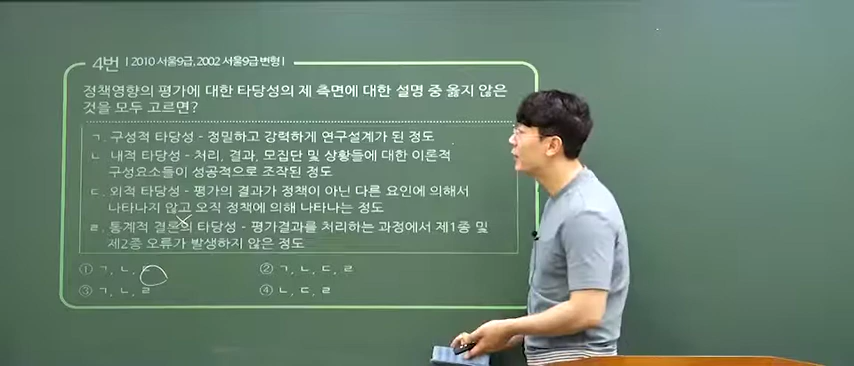 4번 | 2010 서울9급, 2002 서울9급 변형 |
정책영향의 평가에 대한 타당성의 제 측면에 대한 설명 중 옳지 않은
것을 모두 고르면?
ㄱ. 구성적 타당성 - 정밀하고 강력하게 연구설계가 된 정도
ㄴ. 내적 타당성 - 처리, 결과, 모집단 및 상황들에 대한 이론적
구성요소들이 성공적으로 조작된 정도
ㄷ. 외적 타당성 - 평가의 결과가 정책이 아닌 다른 요인에 의해서
나타나지 않고 오직 정책에 의해 나타나는 정도
ㄹ. 통계적 결론의 타당성 - 평가결과를 처리하는 과정에서 제1종 및
제2종 오류가 발생하지 않은 정도
① ㄱ, ㄴ, ㄷ ② ㄱ, ㄴ, ㄷ, ㄹ
③ ㄱ, ㄴ, ㄹ ④ ㄴ, ㄷ, ㄹ